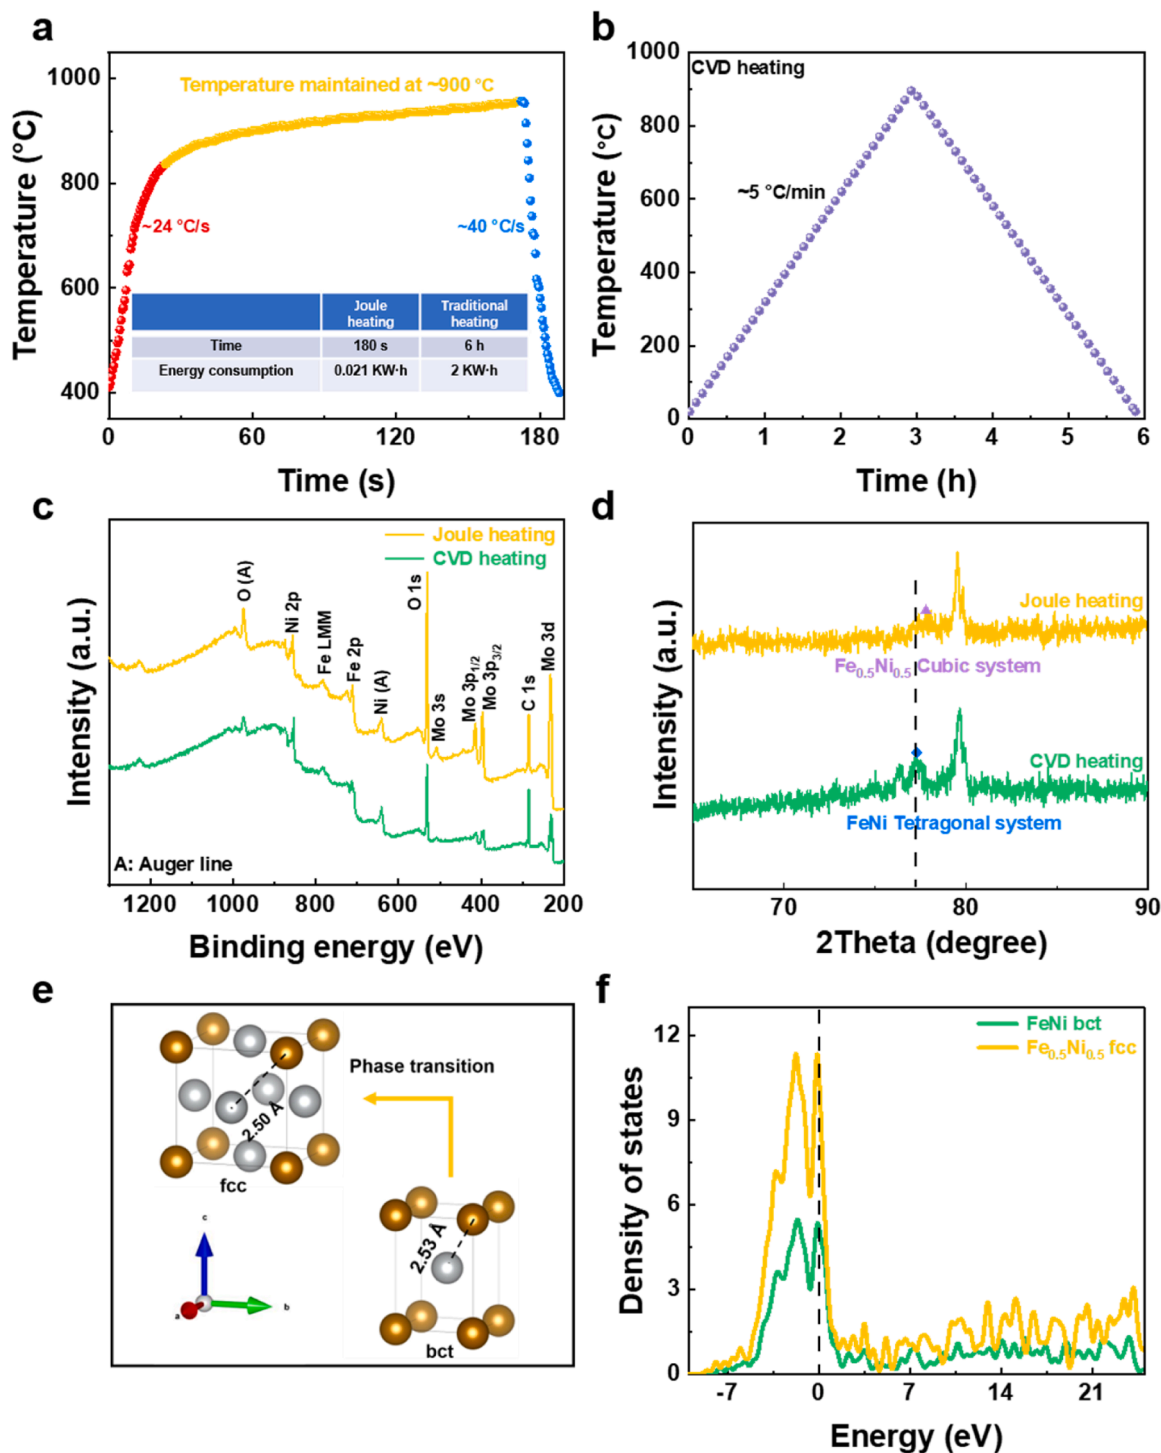 a
Temperature (°C)
1000
800
600
400
Temperature maintained at ~900 °C
~24 °C/s
~40 °C/s
Joule heating
Traditional heating
Time
180 s
6 h
Energy consumption
0.021 KW·h
2 KW·h
0
60
120
180
Time (s)
b
Temperature (°C)
1000
800
600
400
200
0
CVD heating
~5 °C/min
0
1
2
3
4
5
6
Time (h)
c
Intensity (a.u.)
Joule heating
CVD heating
O (A)
Ni 2p
Fe LMM
Fe 2p
Ni (A)
O 1s
Mo 3s
Mo 3p1/2
Mo 3p3/2
C 1s
Mo 3d
A: Auger line
1200
1000
800
600
400
200
Binding energy (eV)
d
Intensity (a.u.)
Joule heating
Fe0.5Ni0.5 Cubic system
CVD heating
FeNi Tetragonal system
70
80
90
2Theta (degree)
e
Phase transition
2.50 Å
fcc
2.53 Å
bct
c
a
b
f
Density of states
12
9
6
3
0
FeNi bct
Fe0.5Ni0.5 fcc
-7
0
7
14
21
Energy (eV)